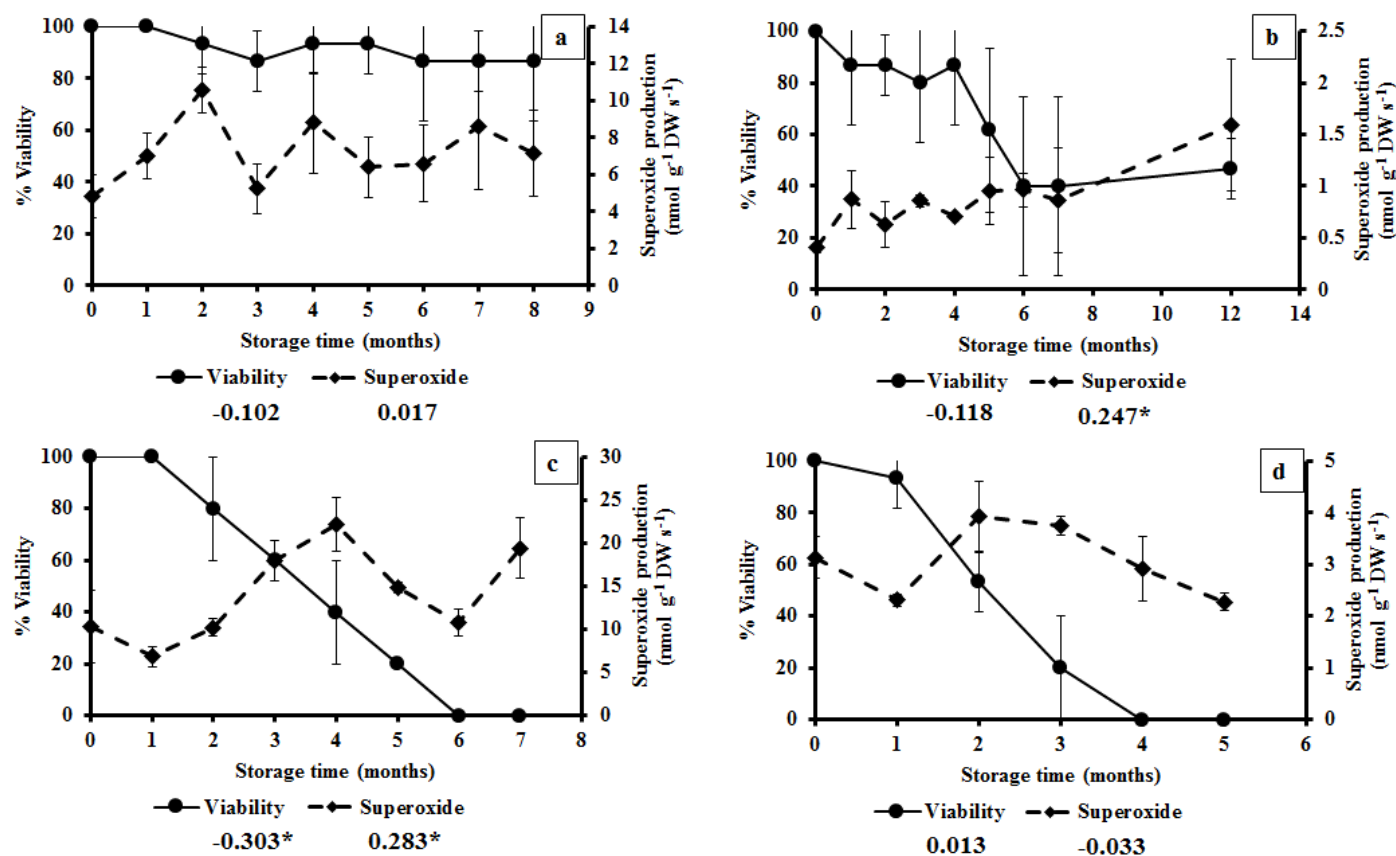 a
100
80
60
40
20
0
% Viability
14
12
10
8
6
4
2
0
Superoxide production
(nmol g-1 DW s-1)
0 1 2 3 4 5 6 7 8 9
Storage time (months)
Viability Superoxide
-0.102 0.017
b
100
80
60
40
20
0
% Viability
2.5
2
1.5
1
0.5
0
Superoxide production
(nmol g-1 DW s-1)
0 2 4 6 8 10 12 14
Storage time (months)
Viability Superoxide
-0.118 0.247*
c
100
80
60
40
20
0
% Viability
30
25
20
15
10
5
0
Superoxide production
(nmol g-1 DW s-1)
0 1 2 3 4 5 6 7 8
Storage time (months)
Viability Superoxide
-0.303* 0.283*
d
100
80
60
40
20
0
% Viability
5
4
3
2
1
0
Superoxide production
(nmol g-1 DW s-1)
0 1 2 3 4 5 6
Storage time (months)
Viability Superoxide
0.013 -0.033